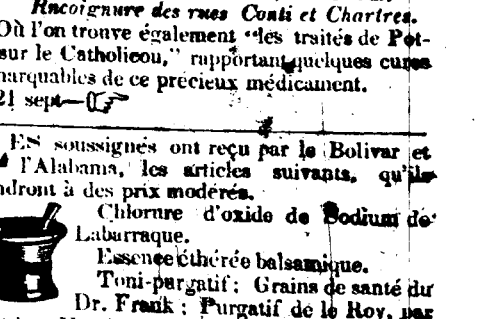 Encoignure des rues Conti et Chartres.
Où l'on trouve également "les traités de Pot-
sur le Catholicou," rapportant quelques cures
marquables de ce précieux médicament.
21 sept—
ES soussignés ont reçu par le Bolivar et
l'Alabama, les articles suivants, qu'ils
ndront à des prix modérés.
Chlorure d'oxide de Sodium de
Labarraque.
Essence éthérée balsamique.
Toni-purgatif; Grains de santé du
Dr. Frank; Purgatif de le Roy, par